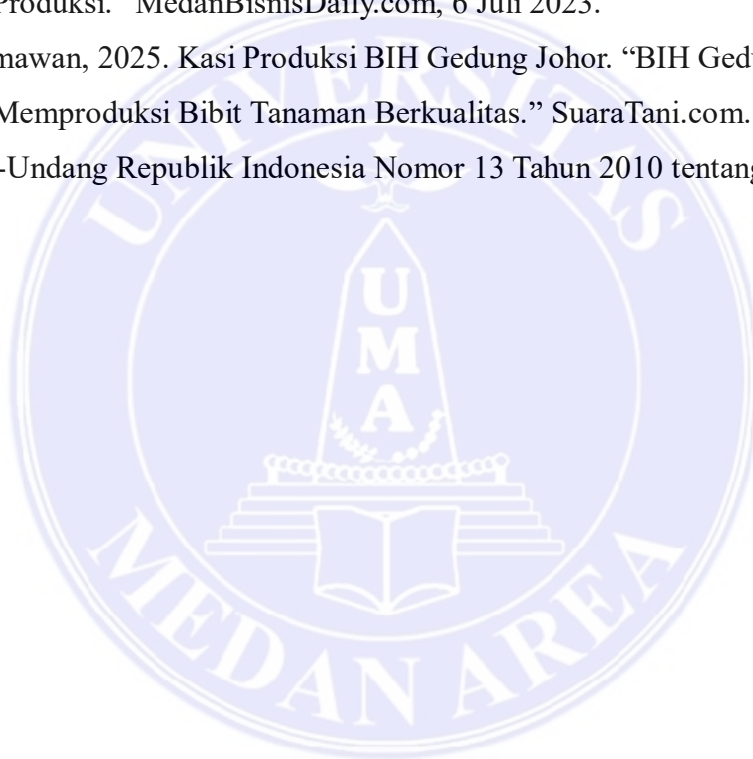 Produksi.” MedanBisnisDaily.com, 6 Juli 2023.
mawan, 2025. Kasi Produksi BIH Gedung Johor. “BIH Gedu
Memproduksi Bibit Tanaman Berkualitas.” SuaraTani.com.
-Undang Republik Indonesia Nomor 13 Tahun 2010 tentang
UNIVERSITAS
U
M
A
MEDAN AREA